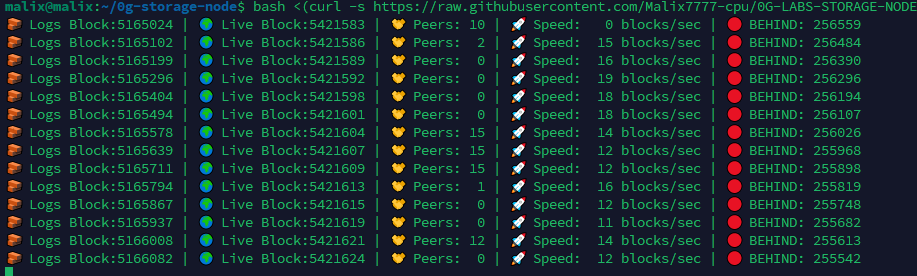 malix@malix:~/0g-storage-node$ bash <(curl -s https://raw.githubusercontent.com/Malix7777-cpu/0G-LABS-STORAGE-NODE
🧱 Logs Block:5165024 | 🌍 Live Block:5421583 | 🤝 Peers: 10 | 🚀 Speed:   0 blocks/sec | 🔴 BEHIND: 256559
🧱 Logs Block:5165102 | 🌍 Live Block:5421586 | 🤝 Peers:  2 | 🚀 Speed:  15 blocks/sec | 🔴 BEHIND: 256484
🧱 Logs Block:5165199 | 🌍 Live Block:5421589 | 🤝 Peers:  0 | 🚀 Speed:  16 blocks/sec | 🔴 BEHIND: 256390
🧱 Logs Block:5165296 | 🌍 Live Block:5421592 | 🤝 Peers:  0 | 🚀 Speed:  19 blocks/sec | 🔴 BEHIND: 256296
🧱 Logs Block:5165404 | 🌍 Live Block:5421598 | 🤝 Peers:  0 | 🚀 Speed:  18 blocks/sec | 🔴 BEHIND: 256194
🧱 Logs Block:5165494 | 🌍 Live Block:5421601 | 🤝 Peers:  0 | 🚀 Speed:  18 blocks/sec | 🔴 BEHIND: 256107
🧱 Logs Block:5165578 | 🌍 Live Block:5421604 | 🤝 Peers: 15 | 🚀 Speed:  14 blocks/sec | 🔴 BEHIND: 256026
🧱 Logs Block:5165639 | 🌍 Live Block:5421607 | 🤝 Peers: 15 | 🚀 Speed:  12 blocks/sec | 🔴 BEHIND: 255968
🧱 Logs Block:5165711 | 🌍 Live Block:5421609 | 🤝 Peers: 15 | 🚀 Speed:  12 blocks/sec | 🔴 BEHIND: 255898
🧱 Logs Block:5165794 | 🌍 Live Block:5421613 | 🤝 Peers:  1 | 🚀 Speed:  16 blocks/sec | 🔴 BEHIND: 255819
🧱 Logs Block:5165867 | 🌍 Live Block:5421615 | 🤝 Peers:  0 | 🚀 Speed:  12 blocks/sec | 🔴 BEHIND: 255748
🧱 Logs Block:5165937 | 🌍 Live Block:5421619 | 🤝 Peers:  0 | 🚀 Speed:  11 blocks/sec | 🔴 BEHIND: 255682
🧱 Logs Block:5166008 | 🌍 Live Block:5421621 | 🤝 Peers: 12 | 🚀 Speed:  14 blocks/sec | 🔴 BEHIND: 255613
🧱 Logs Block:5166082 | 🌍 Live Block:5421624 | 🤝 Peers:  0 | 🚀 Speed:  12 blocks/sec | 🔴 BEHIND: 255542